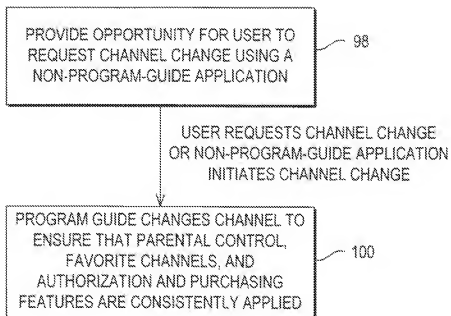 PROVIDE OPPORTUNITY FOR USER TO
REQUEST CHANNEL CHANGE USING A
NON-PROGRAM-GUIDE APPLICATION
98
USER REQUESTS CHANNEL CHANGE
OR NON-PROGRAM-GUIDE APPLICATION
INITIATES CHANNEL CHANGE
PROGRAM GUIDE CHANGES CHANNEL TO
ENSURE THAT PARENTAL CONTROL,
FAVORITE CHANNELS, AND
AUTHORIZATION AND PURCHASING
FEATURES ARE CONSISTENTLY APPLIED
100